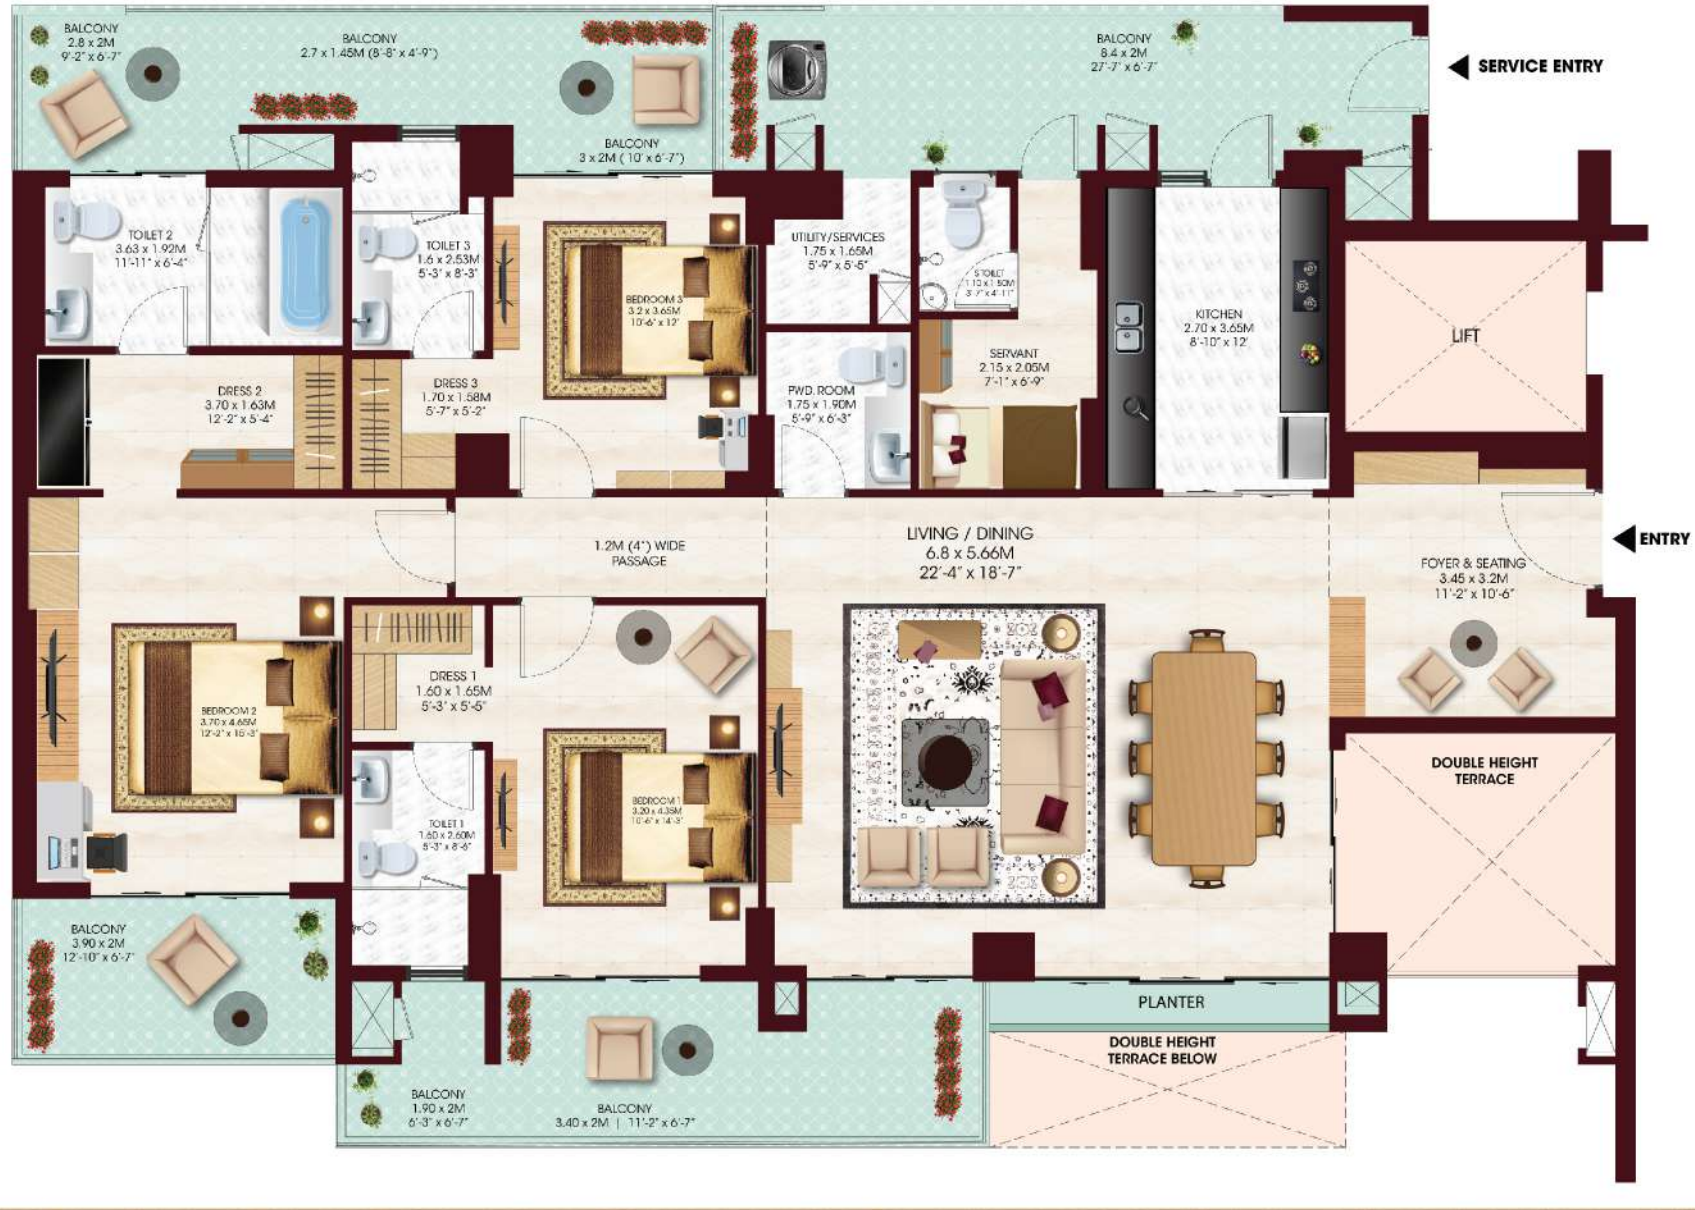 BALCONY
2.8 x 2M
9'-2" x 6'-7"
BALCONY
2.7 x 1.45M (8'-8" x 4'-9")
BALCONY
3 x 2M ( 10' x 6'-7")
BALCONY
8.4 x 2M
27'-7" x 6'-7"
SERVICE ENTRY
TOILET 2
3.63 x 1.92M
11'-11" x 6'-4"
TOILET 3
1.6 x 2.53M
5'-3" x 8'-3"
BEDROOM 3
3.2 x 3.65M
10'-6" x 12'
UTILITY/SERVICES
1.75 x 1.65M
5'-9" x 5'-5"
S.TOILET
1.10 x 1.50M
3'-7" x 4'-11"
KITCHEN
2.70 x 3.65M
8'-10" x 12'
LIFT
DRESS 2
3.70 x 1.63M
12'-2" x 5'-4"
DRESS 3
1.70 x 1.58M
5'-7" x 5'-2"
PWD. ROOM
1.75 x 1.90M
5'-9" x 6'-3"
SERVANT
2.15 x 2.05M
7'-1" x 6'-9"
1.2M (4") WIDE
PASSAGE
LIVING / DINING
6.8 x 5.66M
22'-4" x 18'-7"
ENTRY
FOYER & SEATING
3.45 x 3.2M
11'-2" x 10'-6"
DRESS 1
1.60 x 1.65M
5'-3" x 5'-5"
BEDROOM 2
3.70 x 4.65M
12'-2" x 15'-3"
TOILET 1
1.60 x 2.60M
5'-3" x 8'-6"
BEDROOM 1
3.20 x 4.35M
10'-6" x 14'-3"
DOUBLE HEIGHT
TERRACE
BALCONY
3.90 x 2M
12'-10" x 6'-7"
PLANTER
DOUBLE HEIGHT
TERRACE BELOW
BALCONY
1.90 x 2M
6'-3" x 6'-7"
BALCONY
3.40 x 2M | 11'-2" x 6'-7"